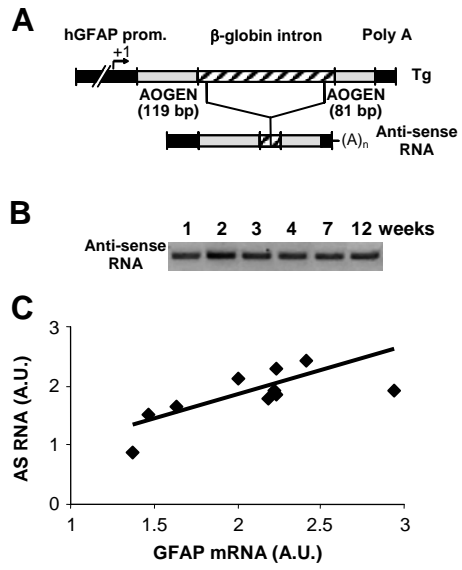 A
hGFAP prom. β-globin intron Poly A
+1
Tg
AOGEN AOGEN
(119 bp) (81 bp)
(A)n Anti-sense
RNA
B
1 2 3 4 7 12 weeks
Anti-sense
RNA
C
3
2
1
0
AS RNA (A.U.)
1 1.5 2 2.5 3
GFAP mRNA (A.U.)